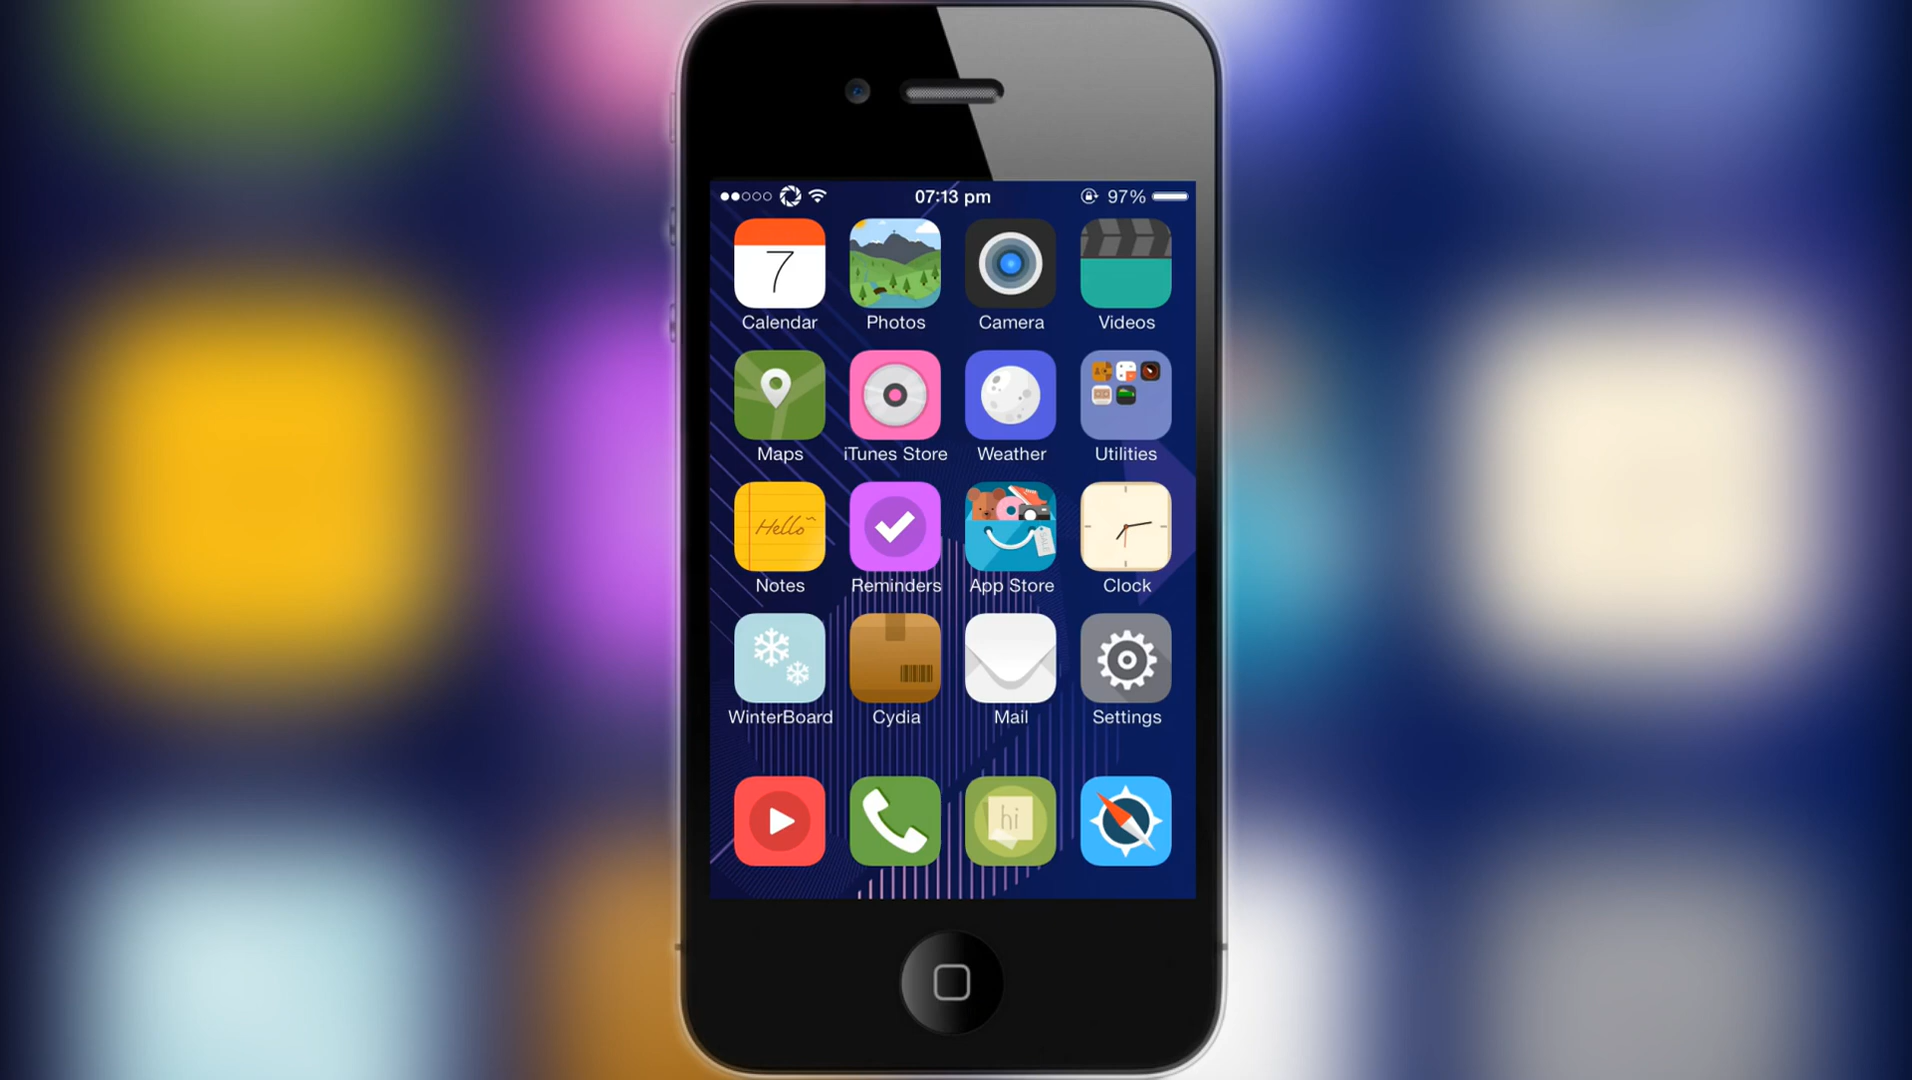 07:13 pm 97%
7
Calendar Photos Camera Videos
Maps iTunes Store Weather Utilities
Hello
SALE
Notes Reminders App Store Clock
WinterBoard Cydia Mail Settings
hi